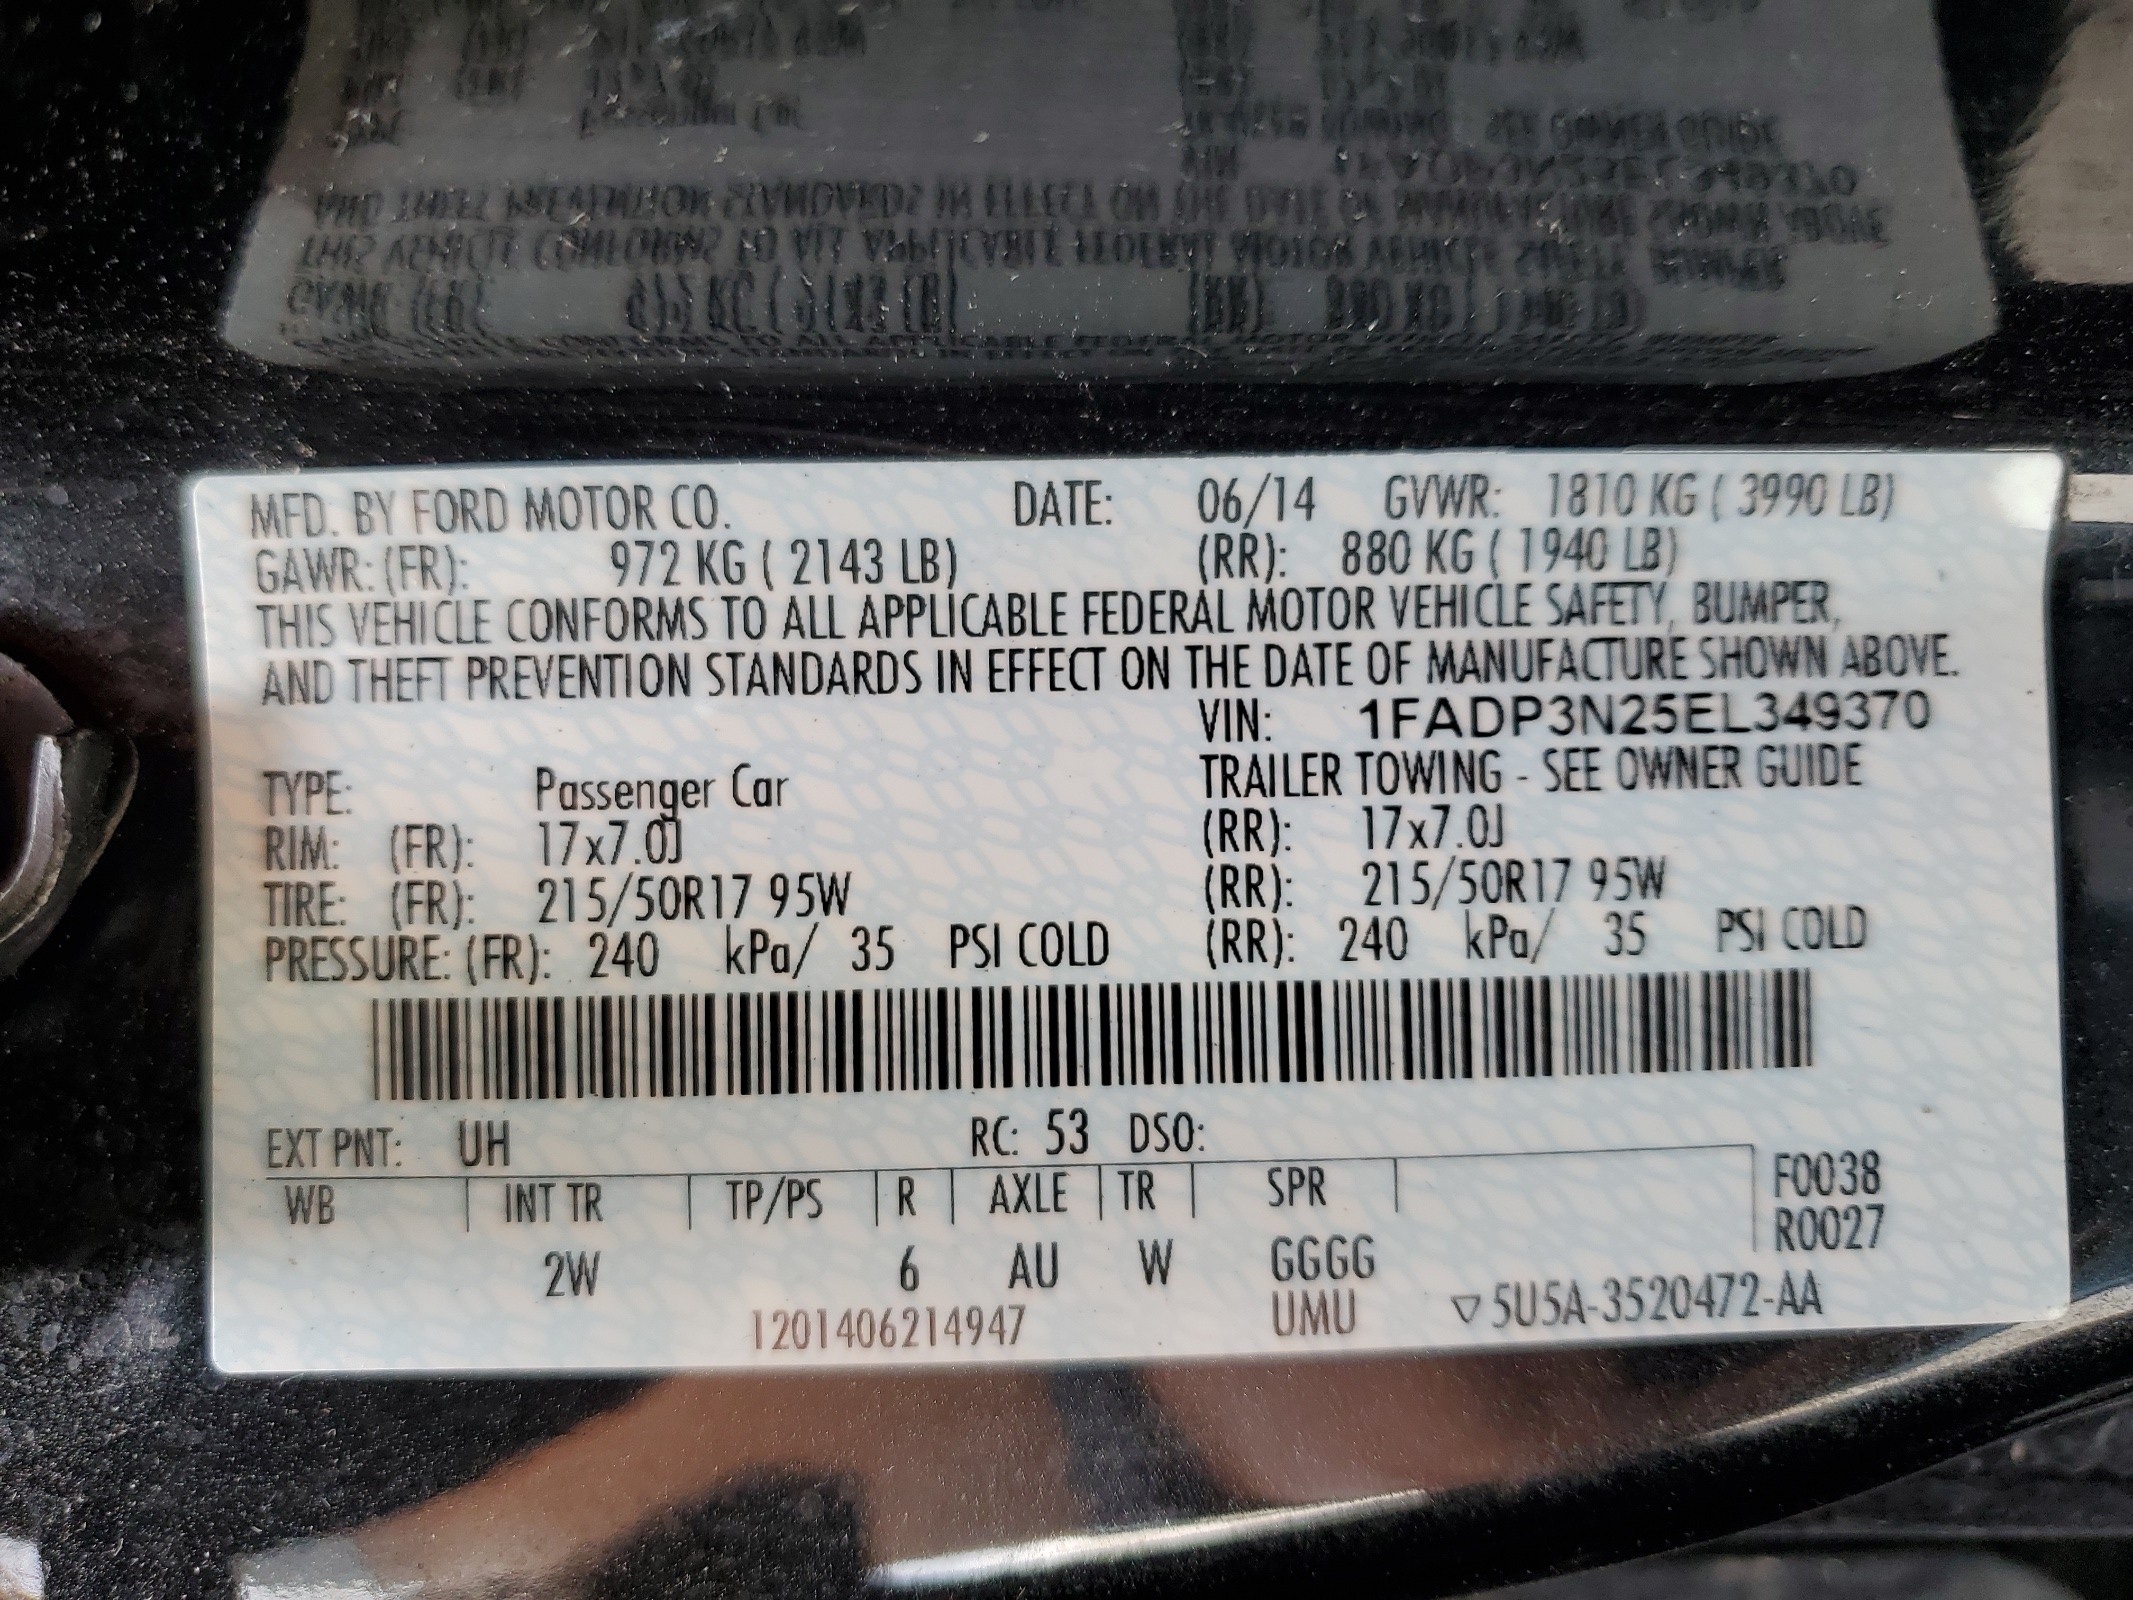 MFD. BY FORD MOTOR CO. DATE: 06/14 GVWR: 1810 KG ( 3990 LB)
GAWR: (FR): 972 KG ( 2143 LB) (RR): 880 KG ( 1940 LB)
THIS VEHICLE CONFORMS TO ALL APPLICABLE FEDERAL MOTOR VEHICLE SAFETY, BUMPER,
AND THEFT PREVENTION STANDARDS IN EFFECT ON THE DATE OF MANUFACTURE SHOWN ABOVE.
VIN: 1FADP3N25EL349370
TYPE: Passenger Car TRAILER TOWING - SEE OWNER GUIDE
RIM: (FR): 17x7.0J (RR): 17x7.0J
TIRE: (FR): 215/50R17 95W (RR): 215/50R17 95W
PRESSURE: (FR): 240 kPa/ 35 PSI COLD (RR): 240 kPa/ 35 PSI COLD
EXT PNT: UH RC: 53 DSO:
WB INT TR TP/PS R AXLE TR SPR F0038
R0027
2W 6 AU W GGGG
1201406214947 UMU ▽5U5A-3520472-AA